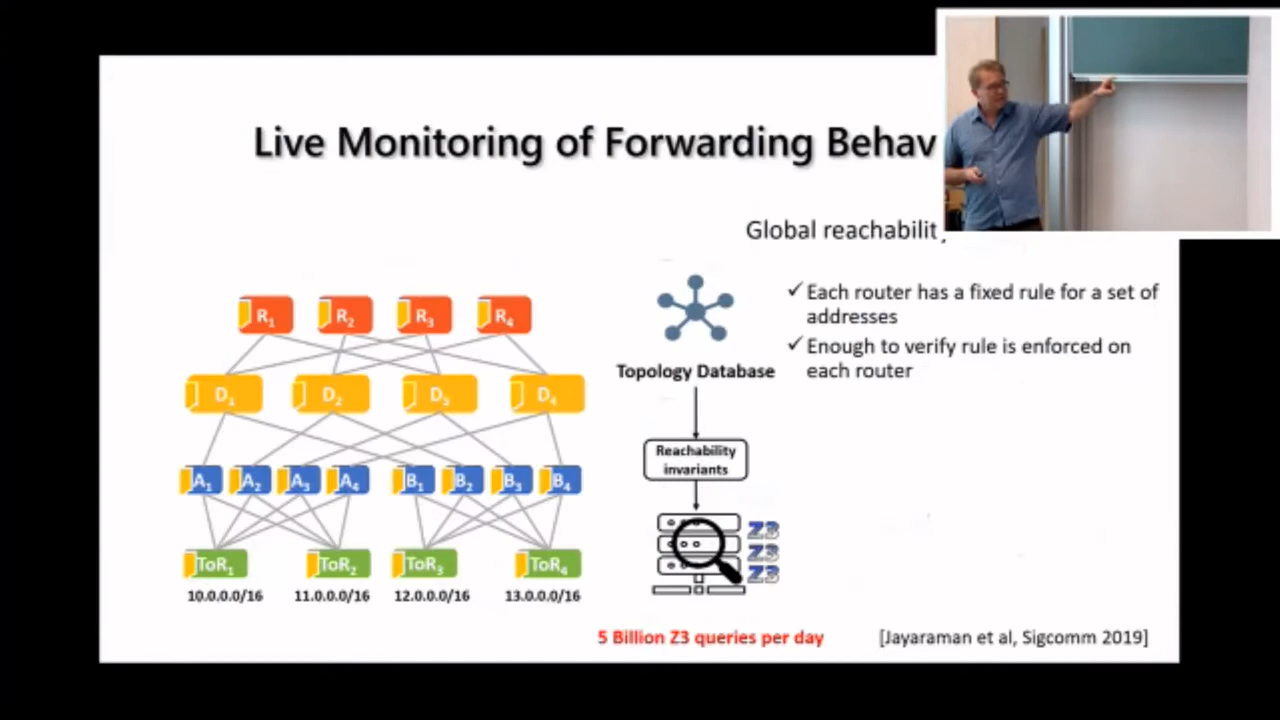 Live Monitoring of Forwarding Behav
Global reachability
R1 R2 R3 R4
D1 D2 D3 D4
A1 A2 A3 A4 B1 B2 B3 B4
ToR1 ToR2 ToR3 ToR4
10.0.0.0/16 11.0.0.0/16 12.0.0.0/16 13.0.0.0/16
Topology Database
Reachability
invariants
Z3
Z3
Z3
✓ Each router has a fixed rule for a set of
addresses
✓ Enough to verify rule is enforced on
each router
5 Billion Z3 queries per day
[Jayaraman et al, Sigcomm 2019]